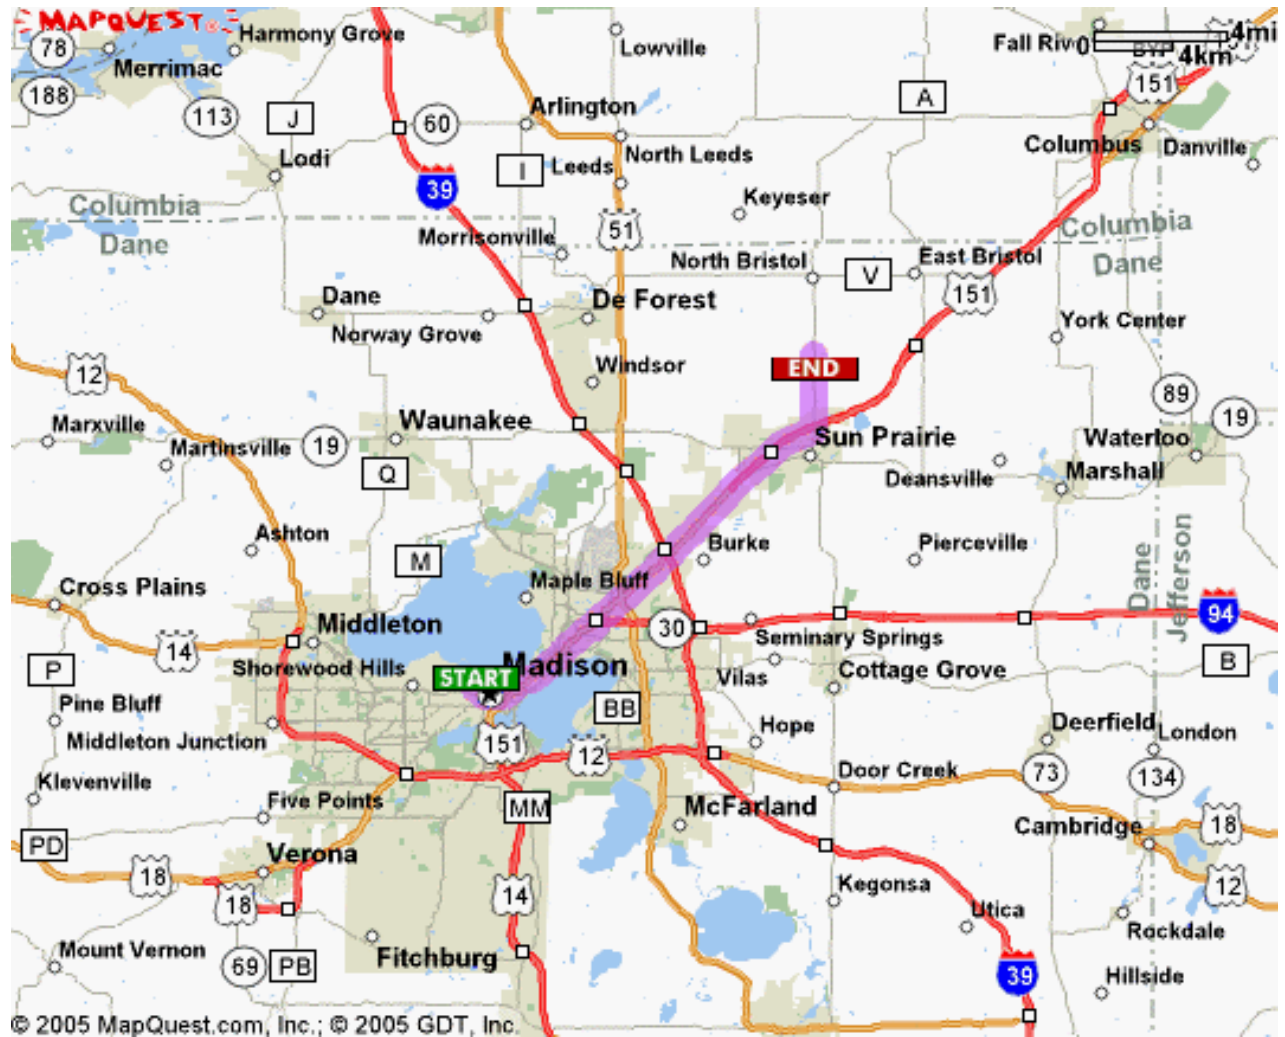 MAPQUEST®
78
Harmony Grove
Merrimac
188
113
J
Lodi
60
Arlington
Lowville
Fall River
0
4mi
4km
BYP
151
A
I
Leeds
North Leeds
Columbus
Danville
39
Keyeser
Columbia
Dane
Morrisonville
51
Columbia
Dane
North Bristol
V
East Bristol
151
Dane
Norway Grove
De Forest
York Center
12
Windsor
END
89
19
Marxville
Martinsville
19
Waunakee
Q
Sun Prairie
Waterloo
Deansville
Marshall
Ashton
M
Burke
Pierceville
Dane
Jefferson
Cross Plains
Maple Bluff
94
14
Middleton
30
Seminary Springs
P
Shorewood Hills
START
Madison
Vilas
Cottage Grove
B
Pine Bluff
BB
Middleton Junction
151
12
Hope
Deerfield
London
Klevenville
Door Creek
73
134
Five Points
MM
McFarland
Cambridge
18
PD
Verona
18
18
14
Kegonsa
12
Utica
Rockdale
Mount Vernon
69
PB
Fitchburg
39
Hillside
© 2005 MapQuest.com, Inc.; © 2005 GDT, Inc.